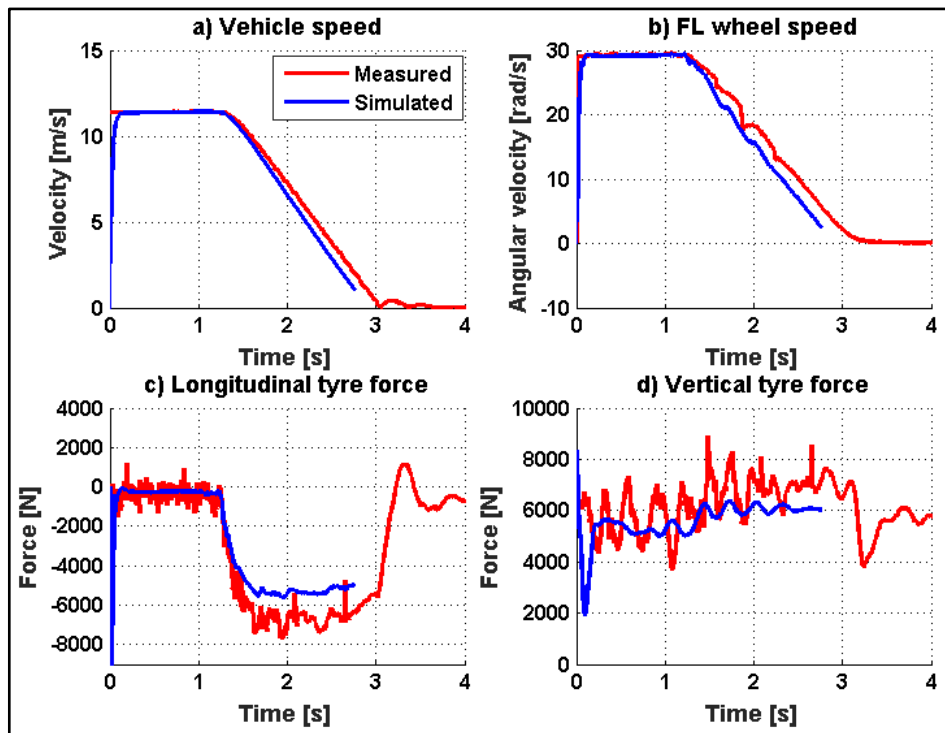 a) Vehicle speed
15
10
5
0
Velocity [m/s]
Measured
Simulated
0 1 2 3 4
Time [s]
b) FL wheel speed
30
20
10
0
-10
Angular velocity [rad/s]
0 1 2 3 4
Time [s]
c) Longitudinal tyre force
4000
2000
0
-2000
-4000
-6000
-8000
Force [N]
0 1 2 3 4
Time [s]
d) Vertical tyre force
10000
8000
6000
4000
2000
0
Force [N]
0 1 2 3 4
Time [s]